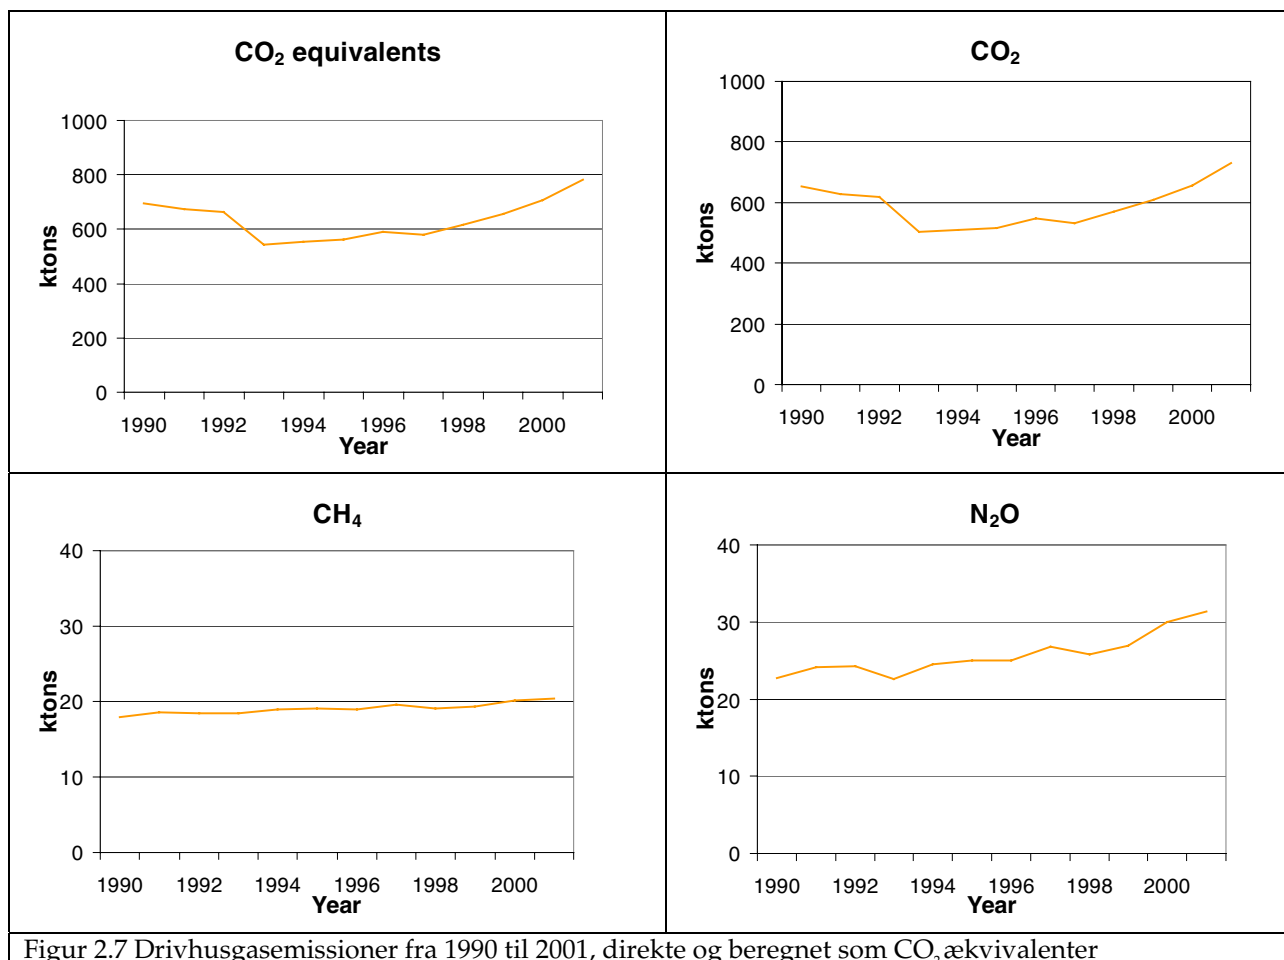 CO₂ equivalents
1000
800
600
400
200
0
ktons
1990 1992 1994 1996 1998 2000
Year
CO₂
1000
800
600
400
200
0
ktons
1990 1992 1994 1996 1998 2000
Year
CH₄
40
30
20
10
0
ktons
1990 1992 1994 1996 1998 2000
Year
N₂O
40
30
20
10
0
ktons
1990 1992 1994 1996 1998 2000
Year
Figur 2.7 Drivhusgasemissioner fra 1990 til 2001, direkte og beregnet som CO₂ ækvivalenter